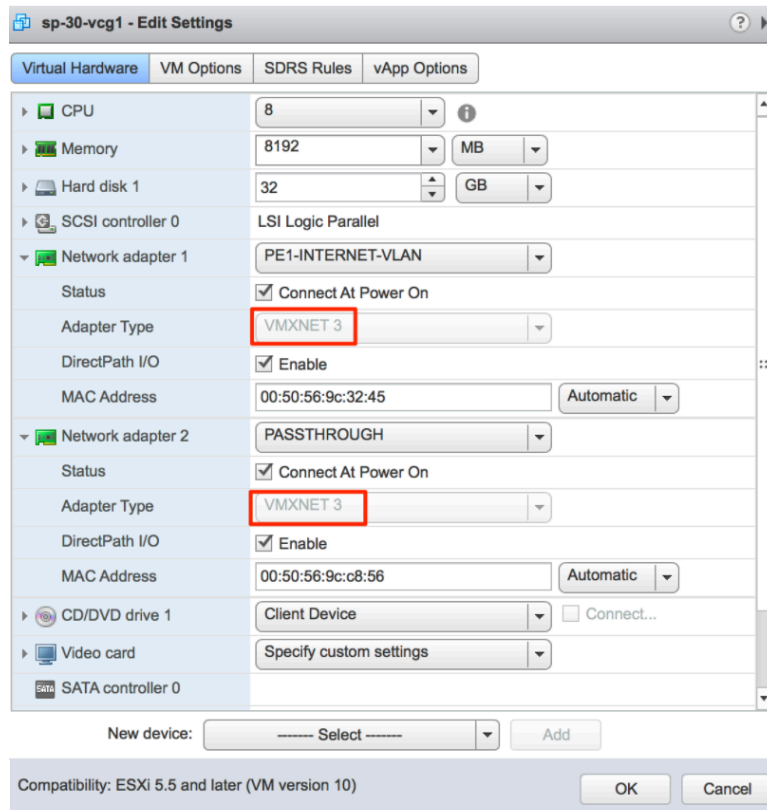 sp-30-vcg1 - Edit Settings ?
Virtual Hardware VM Options SDRS Rules vApp Options
CPU 8
Memory 8192 MB
Hard disk 1 32 GB
SCSI controller 0 LSI Logic Parallel
Network adapter 1 PE1-INTERNET-VLAN
Status Connect At Power On
Adapter Type VMXNET 3
DirectPath I/O Enable
MAC Address 00:50:56:9c:32:45 Automatic
Network adapter 2 PASSTHROUGH
Status Connect At Power On
Adapter Type VMXNET 3
DirectPath I/O Enable
MAC Address 00:50:56:9c:c8:56 Automatic
CD/DVD drive 1 Client Device Connect...
Video card Specify custom settings
SATA SATA controller 0
New device: ------- Select ------- Add
Compatibility: ESXi 5.5 and later (VM version 10) OK Cancel